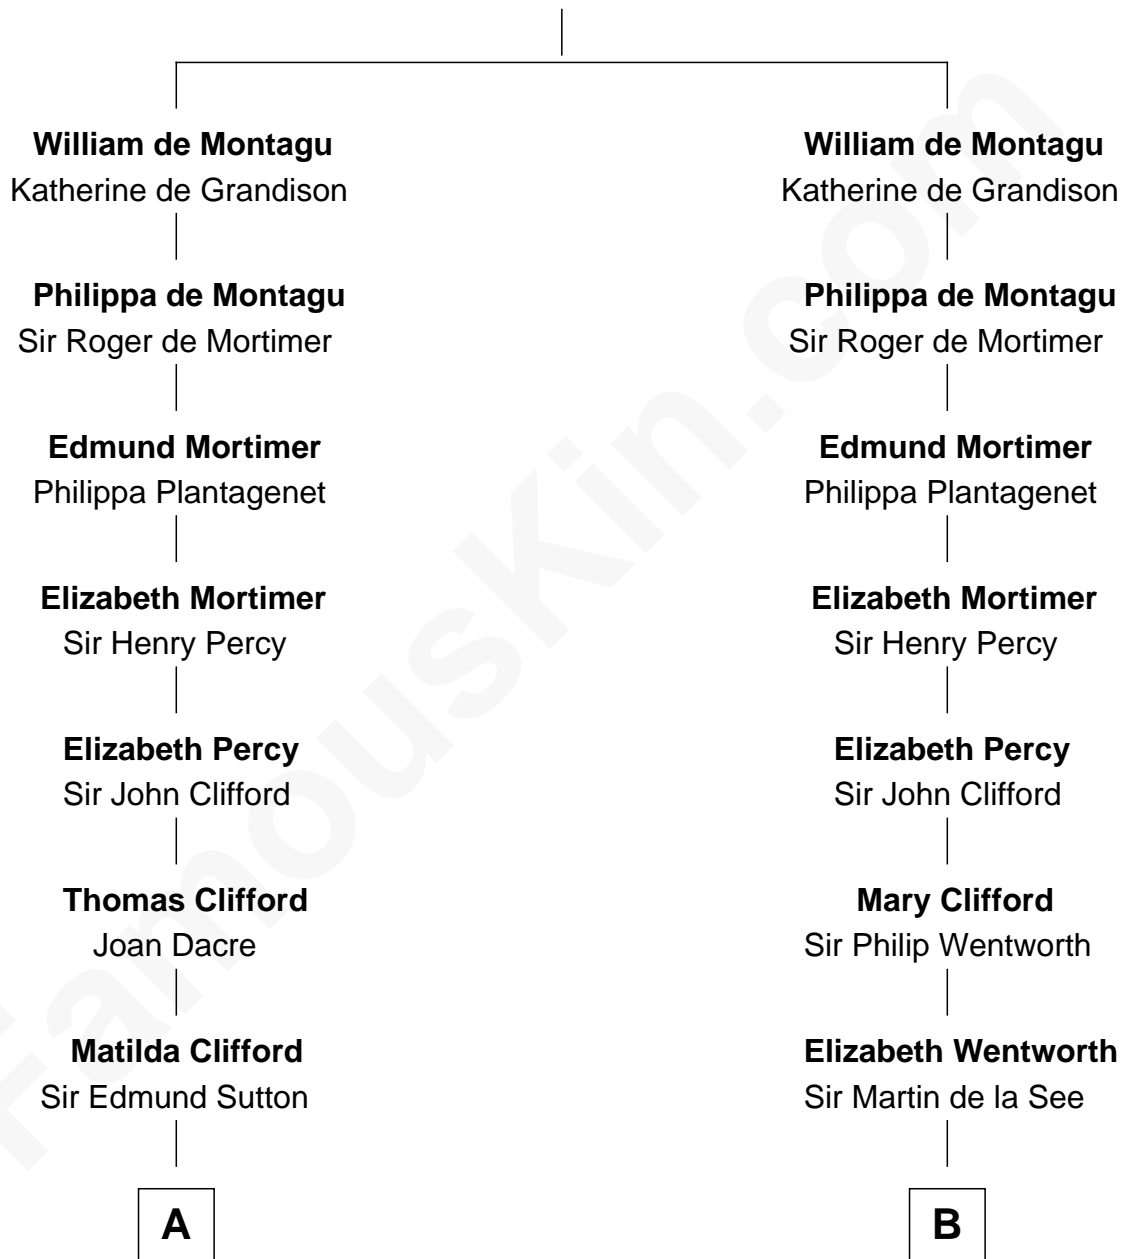 William de Montagu
Katherine de Grandison
Philippa de Montagu
Sir Roger de Mortimer
Edmund Mortimer
Philippa Plantagenet
Elizabeth Mortimer
Sir Henry Percy
Elizabeth Percy
Sir John Clifford
Thomas Clifford
Joan Dacre
Matilda Clifford
Sir Edmund Sutton
A
William de Montagu
Katherine de Grandison
Philippa de Montagu
Sir Roger de Mortimer
Edmund Mortimer
Philippa Plantagenet
Elizabeth Mortimer
Sir Henry Percy
Elizabeth Percy
Sir John Clifford
Mary Clifford
Sir Philip Wentworth
Elizabeth Wentworth
Sir Martin de la See
B
FamousKin.com